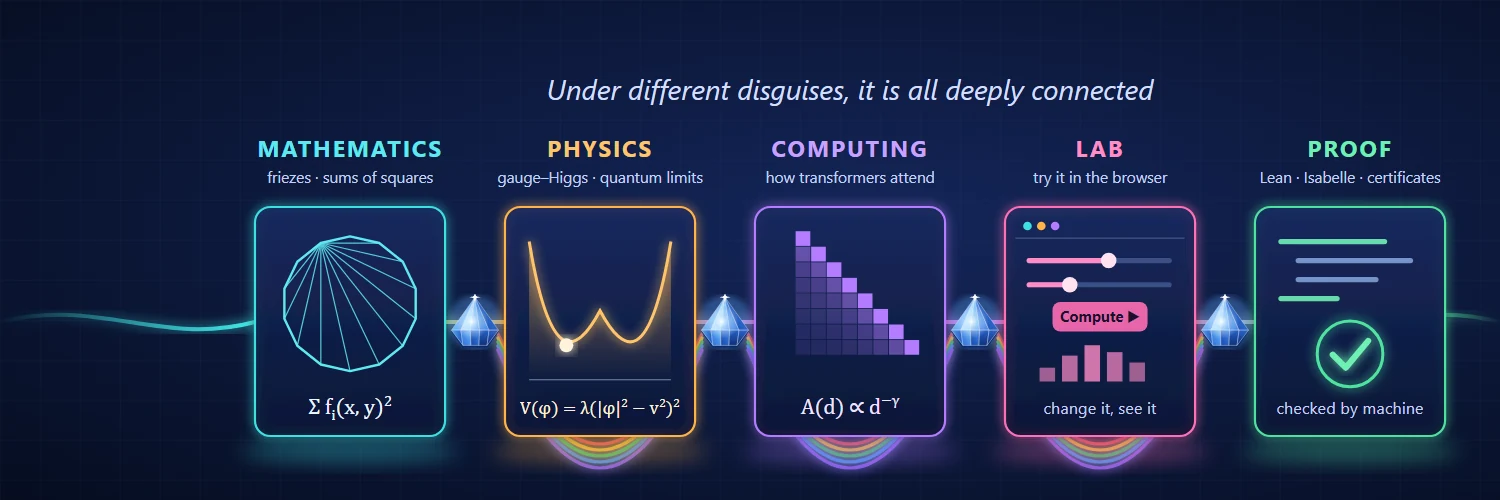 Under different disguises, it is all deeply connected
MATHEMATICS
friezes · sums of squares
Σ fᵢ(x, y)²
PHYSICS
gauge–Higgs · quantum limits
V(φ) = λ(|φ|² − v²)²
COMPUTING
how transformers attend
A(d) ∝ d⁻ᵞ
LAB
try it in the browser
Compute ▶
change it, see it
PROOF
Lean · Isabelle · certificates
checked by machine